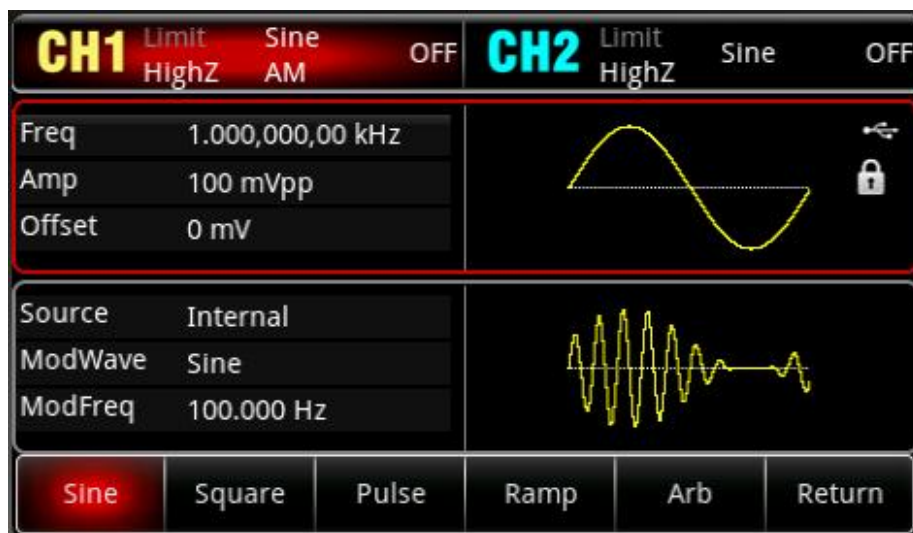 CH1 Limit Sine OFF CH2 Limit Sine OFF
HighZ AM HighZ
Freq 1.000,000,00 kHz
Amp 100 mVpp
Offset 0 mV
Source Internal
ModWave Sine
ModFreq 100.000 Hz
Sine Square Pulse Ramp Arb Return